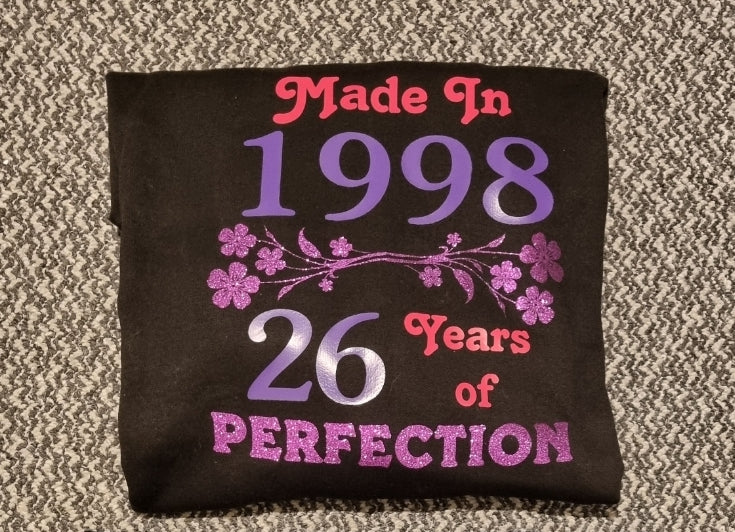 Made In
1998
26 Years
of
PERFECTION